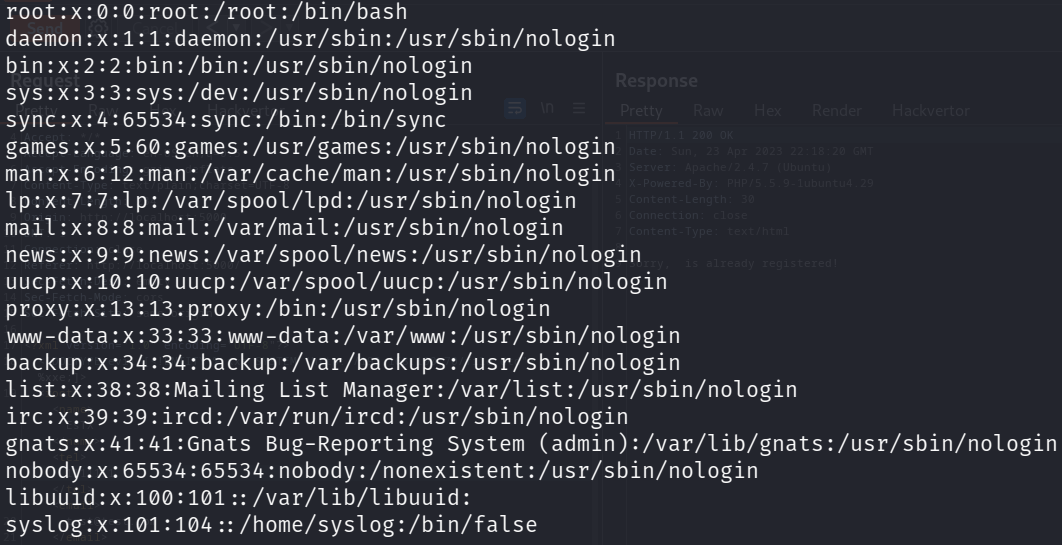 root:x:0:0:root:/root:/bin/bash
daemon:x:1:1:daemon:/usr/sbin:/usr/sbin/nologin
bin:x:2:2:bin:/bin:/usr/sbin/nologin
sys:x:3:3:sys:/dev:/usr/sbin/nologin
sync:x:4:65534:sync:/bin:/bin/sync
games:x:5:60:games:/usr/games:/usr/sbin/nologin
man:x:6:12:man:/var/cache/man:/usr/sbin/nologin
lp:x:7:7:lp:/var/spool/lpd:/usr/sbin/nologin
mail:x:8:8:mail:/var/mail:/usr/sbin/nologin
news:x:9:9:news:/var/spool/news:/usr/sbin/nologin
uucp:x:10:10:uucp:/var/spool/uucp:/usr/sbin/nologin
proxy:x:13:13:proxy:/bin:/usr/sbin/nologin
www-data:x:33:33:www-data:/var/www:/usr/sbin/nologin
backup:x:34:34:backup:/var/backups:/usr/sbin/nologin
list:x:38:38:Mailing List Manager:/var/list:/usr/sbin/nologin
irc:x:39:39:ircd:/var/run/ircd:/usr/sbin/nologin
gnats:x:41:41:Gnats Bug-Reporting System (admin):/var/lib/gnats:/usr/sbin/nologin
nobody:x:65534:65534:nobody:/nonexistent:/usr/sbin/nologin
libuuid:x:100:101::/var/lib/libuuid:
syslog:x:101:104::/home/syslog:/bin/false
Send
Request
Response
Pretty Raw Hex Render Hackvertor
1 HTTP/1.1 200 OK
2 Date: Sun, 23 Apr 2023 22:18:20 GMT
3 Server: Apache/2.4.7 (Ubuntu)
4 X-Powered-By: PHP/5.5.9-1ubuntu4.29
5 Content-Length: 38
6 Connection: close
7 Content-Type: text/html
Sorry, is already registered!